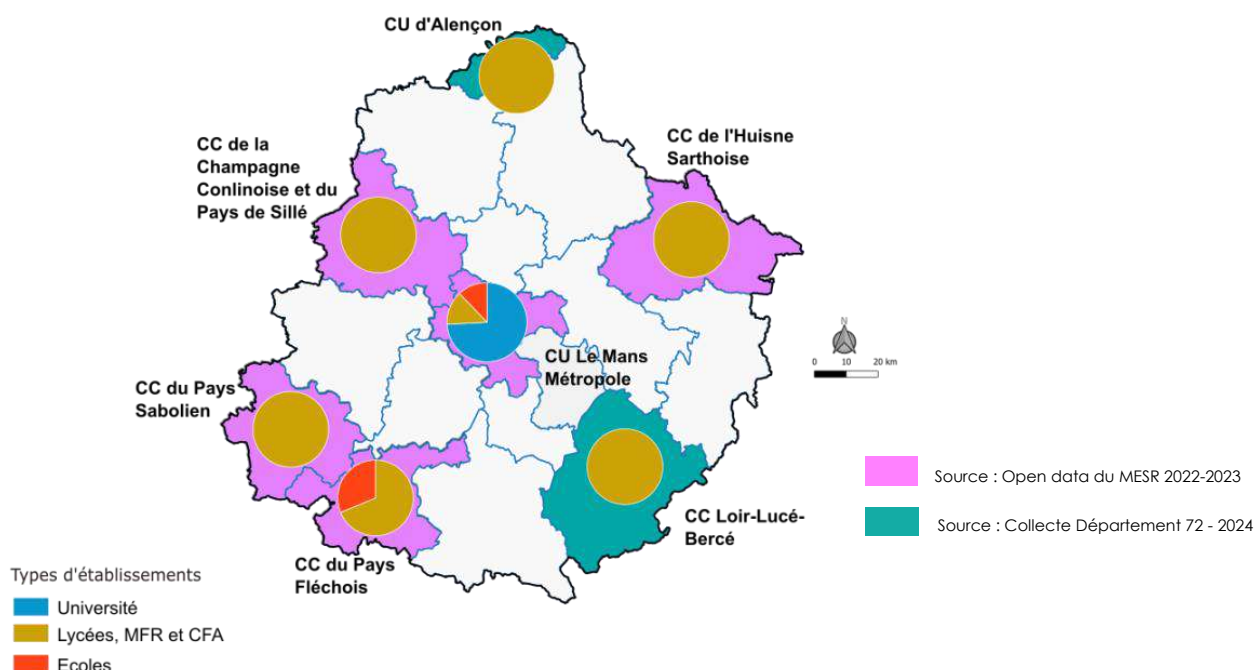 CU d'Alençon
CC de l'Huisne
Sarthoise
CC de la
Champagne
Conlinoise et du
Pays de Sillé
N
0 10 20 km
CU Le Mans
Métropole
CC du Pays
Sabolien
Source : Open data du MESR 2022-2023
CC Loir-Lucé-
Bercé
Source : Collecte Département 72 - 2024
CC du Pays
Fléchois
Types d'établissements
Université
Lycées, MFR et CFA
Ecoles